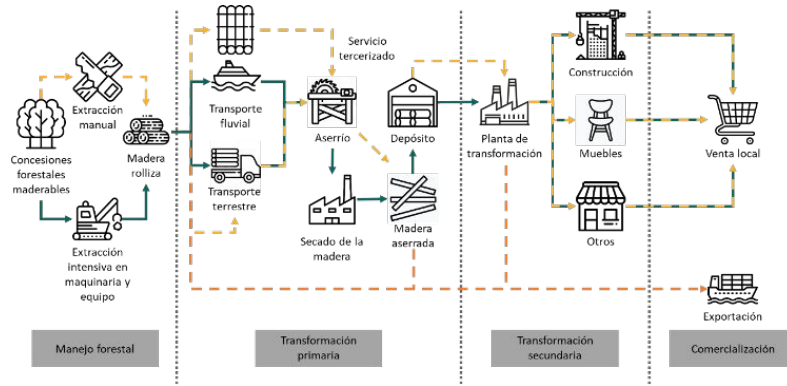 Concesiones
forestales
maderables
Extracción
manual
Madera
rolliza
Extracción
intensiva en
maquinaria y
equipo
Manejo forestal
Servicio
tercerizado
Transporte
fluvial
Transporte
terrestre
Aserrío
Secado de la
madera
Madera
aserrada
Depósito
Transformación
primaria
Planta de
transformación
Construcción
Muebles
Otros
Transformación
secundaria
Venta local
Exportación
Comercialización